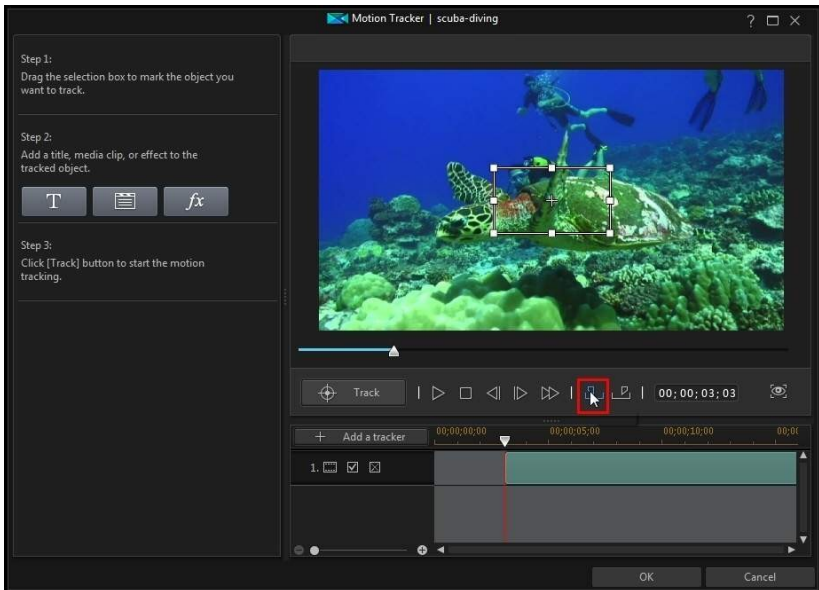 Motion Tracker | scuba-diving
?
Step 1:
Drag the selection box to mark the object you
want to track.
Step 2:
Add a title, media clip, or effect to the
tracked object.
T
fx
Step 3:
Click [Track] button to start the motion
tracking.
Track
00; 00; 03; 03
+ Add a tracker
00;00;00;00 00;00;05;00 00;00;10;00 00;0
1.
OK Cancel